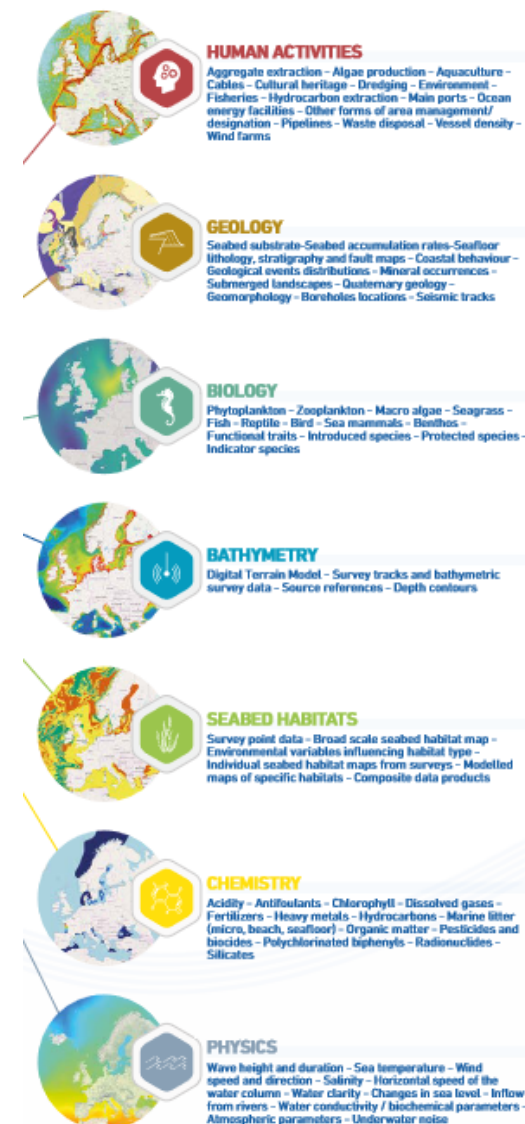 HUMAN ACTIVITIES
Aggregate extraction – Algae production – Aquaculture –
Cables – Cultural heritage – Dredging – Environment –
Fisheries – Hydrocarbon extraction – Main ports – Ocean
energy facilities – Other forms of area management/
designation – Pipelines – Waste disposal – Vessel density –
Wind farms
GEOLOGY
Seabed substrate-Seabed accumulation rates-Seafloor
lithology, stratigraphy and fault maps – Coastal behaviour –
Geological events distributions – Mineral occurrences –
Submerged landscapes – Quaternary geology –
Geomorphology – Boreholes locations – Seismic tracks
BIOLOGY
Phytoplankton – Zooplankton – Macro algae – Seagrass –
Fish – Reptile – Bird – Sea mammals – Benthos –
Functional traits – Introduced species – Protected species –
Indicator species
BATHYMETRY
Digital Terrain Model – Survey tracks and bathymetric
survey data – Source references – Depth contours
SEABED HABITATS
Survey point data – Broad scale seabed habitat map –
Environmental variables influencing habitat type –
Individual seabed habitat maps from surveys – Modelled
maps of specific habitats – Composite data products
CHEMISTRY
Acidity – Antifoulants – Chlorophyll – Dissolved gases –
Fertilizers – Heavy metals – Hydrocarbons – Marine litter
(micro, beach, seafloor) – Organic matter – Pesticides and
biocides – Polychlorinated biphenyls – Radionuclides –
Silicates
PHYSICS
Wave height and duration – Sea temperature – Wind
speed and direction – Salinity – Horizontal speed of the
water column – Water clarity – Changes in sea level – Inflow
from rivers – Water conductivity / biochemical parameters –
Atmospheric parameters – Underwater noise